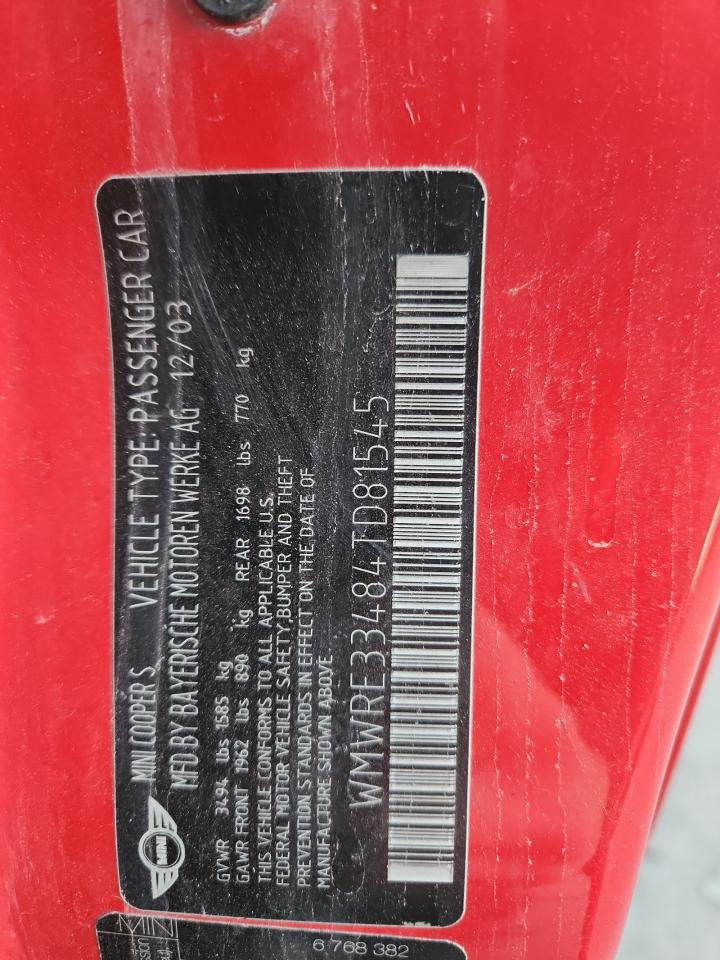 MINI COOPER S VEHICLE TYPE: PASSENGER CAR
MFD BY BAYERISCHE MOTOREN WERKE AG 12/03
MINI
GVWR 3494 lbs 1585 kg
GAWR FRONT 1962 lbs 890 kg REAR 1698 lbs 770 kg
THIS VEHICLE CONFORMS TO ALL APPLICABLE U.S.
FEDERAL MOTOR VEHICLE SAFETY, BUMPER AND THEFT
PREVENTION STANDARDS IN EFFECT ON THE DATE OF
MANUFACTURE SHOWN ABOVE
WMWRE33484TD81545
6 768 382